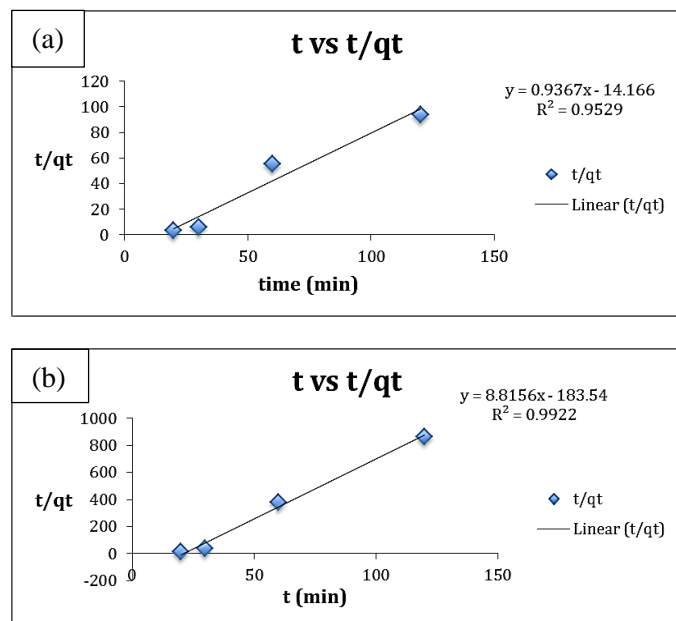 (a)
t vs t/qt
y = 0.9367x - 14.166
R² = 0.9529
120
100
80
60
40
20
0
t/qt
0
50
100
150
time (min)
t/qt
Linear (t/qt)
(b)
t vs t/qt
y = 8.8156x - 183.54
R² = 0.9922
1000
800
600
400
200
0
-200
t/qt
0
50
100
150
t (min)
t/qt
Linear (t/qt)